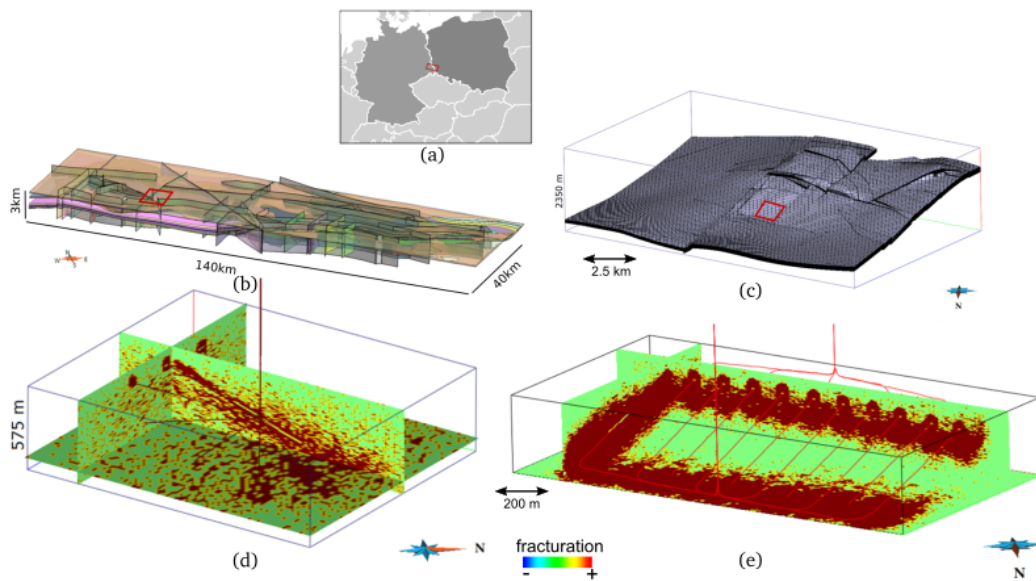 (a)
3km
140km
40km
(b)
W
N
E
S
2350 m
2.5 km
(c)
N
575 m
(d)
N
200 m
fracturation
-
+
(e)
N